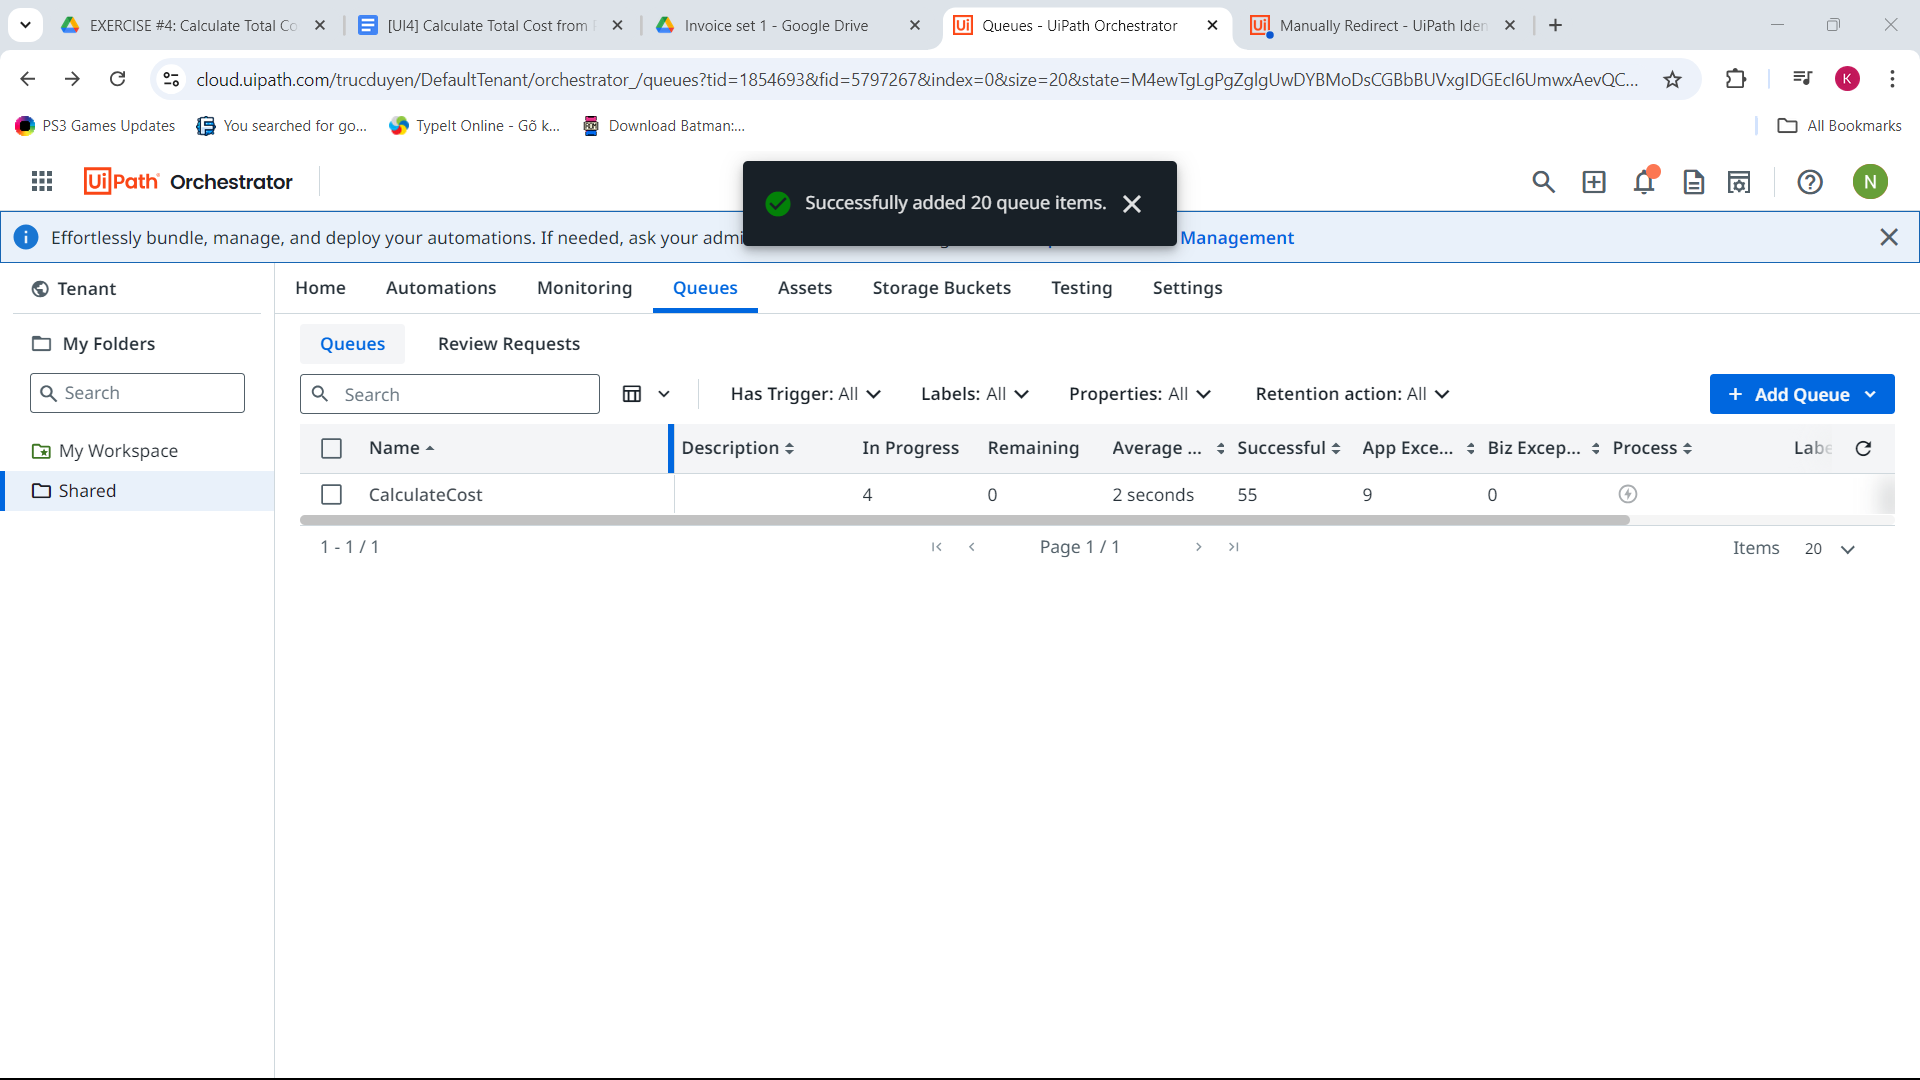 EXERCISE #4: Calculate Total Co
[UI4] Calculate Total Cost from
Invoice set 1 - Google Drive
Queues - UiPath Orchestrator
Manually Redirect - UiPath Iden
cloud.uipath.com/trucduyen/DefaultTenant/orchestrator_/queues?tid=1854693&fid=5797267&index=0&size=20&state=M4ewTgLgPgZglgUwDYBMoDsCGBbBUVxgIDGEcI6UmwxAevQC...
K
PS3 Games Updates
You searched for go...
TypeIt Online - Gõ k...
Download Batman:...
All Bookmarks
UiPath Orchestrator
N
Successfully added 20 queue items.
Effortlessly bundle, manage, and deploy your automations. If needed, ask your admi
Management
Tenant
Home Automations Monitoring Queues Assets Storage Buckets Testing Settings
My Folders
Queues Review Requests
Search
Search
Has Trigger: All Labels: All Properties: All Retention action: All
+ Add Queue
My Workspace
Shared
Name Description In Progress Remaining Average ... Successful App Exce... Biz Excep... Process Labe
CalculateCost 4 0 2 seconds 55 9 0
1 - 1 / 1
Page 1 / 1
Items 20